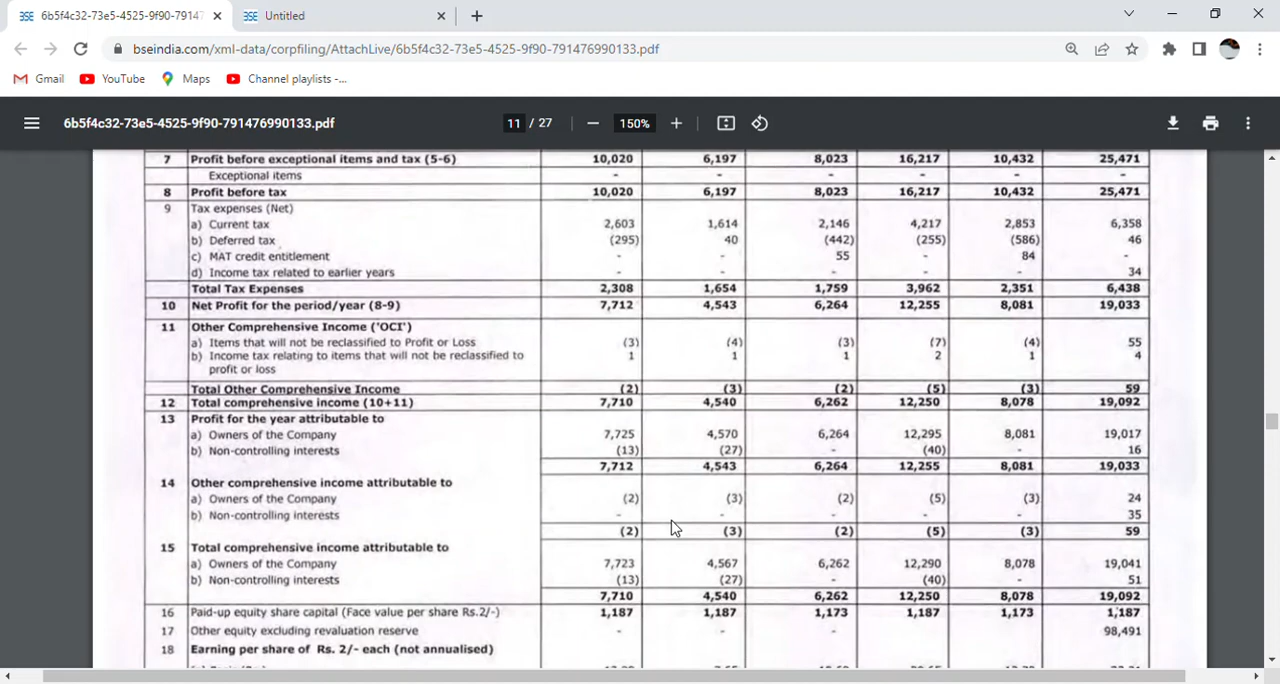 6b5f4c32-73e5-4525-9f90-79147
Untitled
bseindia.com/xml-data/corpfiling/AttachLive/6b5f4c32-73e5-4525-9f90-791476990133.pdf
Gmail YouTube Maps Channel playlists -...
6b5f4c32-73e5-4525-9f90-791476990133.pdf 11 / 27 150%
7 Profit before exceptional items and tax (5-6) 10,020 6,197 8,023 16,217 10,432 25,471
Exceptional items - - - - - -
8 Profit before tax 10,020 6,197 8,023 16,217 10,432 25,471
9 Tax expenses (Net)
a) Current tax 2,603 1,614 2,146 4,217 2,853 6,358
b) Deferred tax (295) 40 (442) (255) (586) 46
c) MAT credit entitlement - - 55 - 84 -
d) Income tax related to earlier years - - - - - 34
Total Tax Expenses 2,308 1,654 1,759 3,962 2,351 6,438
10 Net Profit for the period/year (8-9) 7,712 4,543 6,264 12,255 8,081 19,033
11 Other Comprehensive Income ('OCI')
a) Items that will not be reclassified to Profit or Loss (3) (4) (3) (7) (4) 55
b) Income tax relating to items that will not be reclassified to 1 1 1 2 1 4
profit or loss
Total Other Comprehensive Income (2) (3) (2) (5) (3) 59
12 Total comprehensive income (10+11) 7,710 4,540 6,262 12,250 8,078 19,092
13 Profit for the year attributable to
a) Owners of the Company 7,725 4,570 6,264 12,295 8,081 19,017
b) Non-controlling interests (13) (27) - (40) - 16
7,712 4,543 6,264 12,255 8,081 19,033
14 Other comprehensive income attributable to
a) Owners of the Company (2) (3) (2) (5) (3) 24
b) Non-controlling interests - - - - - 35
(2) (3) (2) (5) (3) 59
15 Total comprehensive income attributable to
a) Owners of the Company 7,723 4,567 6,262 12,290 8,078 19,041
b) Non-controlling interests (13) (27) - (40) - 51
7,710 4,540 6,262 12,250 8,078 19,092
16 Paid-up equity share capital (Face value per share Rs.2/-) 1,187 1,187 1,173 1,187 1,173 1,187
17 Other equity excluding revaluation reserve - - - 98,491
18 Earning per share of Rs. 2/- each (not annualised)